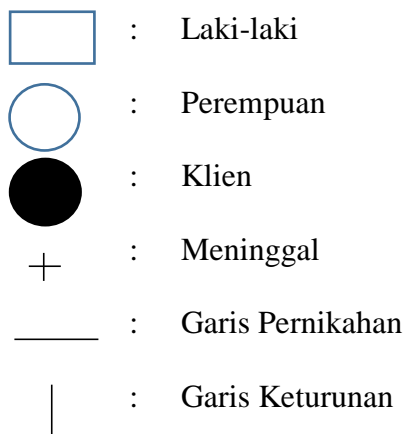 : Laki-laki
: Perempuan
: Klien
: Meninggal
: Garis Pernikahan
: Garis Keturunan